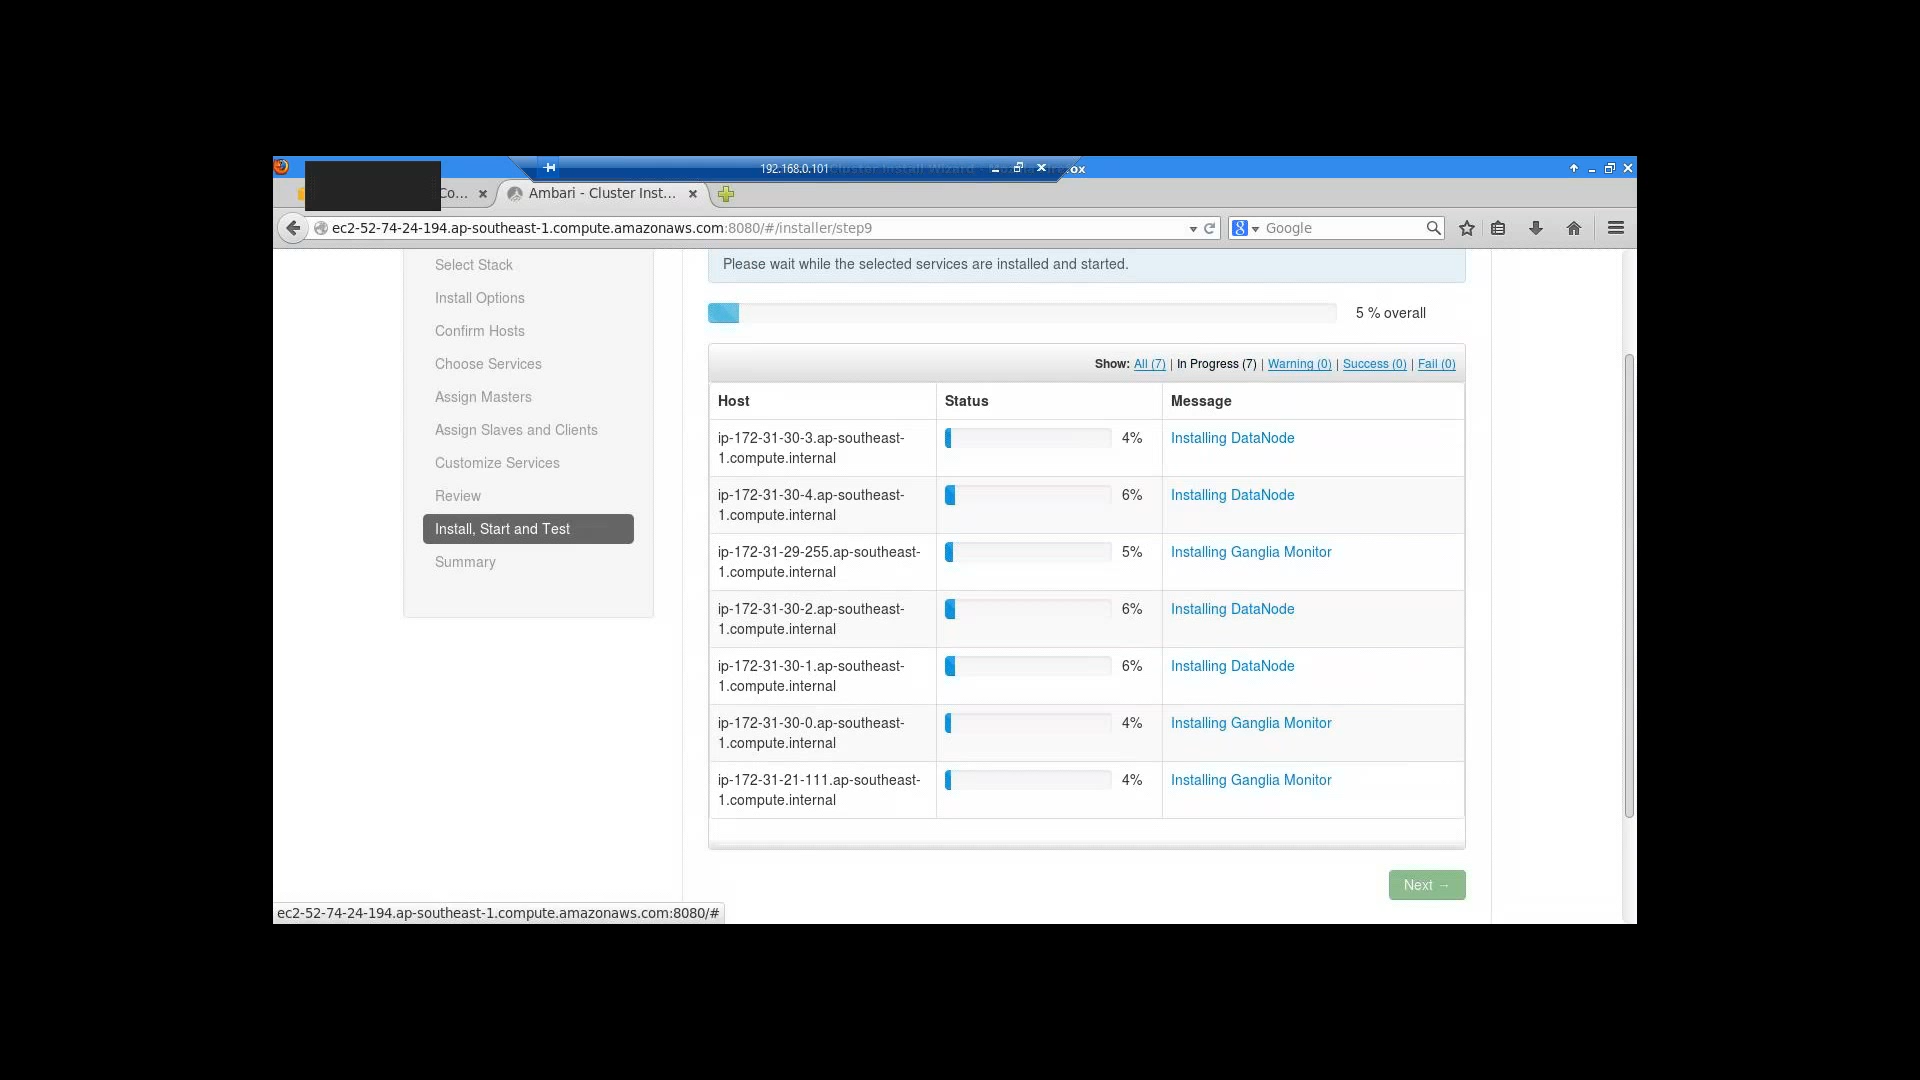 192.168.0.101
Co...
Ambari - Cluster Inst...
ec2-52-74-24-194.ap-southeast-1.compute.amazonaws.com:8080/#/installer/step9
Google
Select Stack
Install Options
Confirm Hosts
Choose Services
Assign Masters
Assign Slaves and Clients
Customize Services
Review
Install, Start and Test
Summary
Please wait while the selected services are installed and started.
5 % overall
Show: All (7) | In Progress (7) | Warning (0) | Success (0) | Fail (0)
Host Status Message
ip-172-31-30-3.ap-southeast- 4% Installing DataNode
1.compute.internal
ip-172-31-30-4.ap-southeast- 6% Installing DataNode
1.compute.internal
ip-172-31-29-255.ap-southeast- 5% Installing Ganglia Monitor
1.compute.internal
ip-172-31-30-2.ap-southeast- 6% Installing DataNode
1.compute.internal
ip-172-31-30-1.ap-southeast- 6% Installing DataNode
1.compute.internal
ip-172-31-30-0.ap-southeast- 4% Installing Ganglia Monitor
1.compute.internal
ip-172-31-21-111.ap-southeast- 4% Installing Ganglia Monitor
1.compute.internal
Next →
ec2-52-74-24-194.ap-southeast-1.compute.amazonaws.com:8080/#